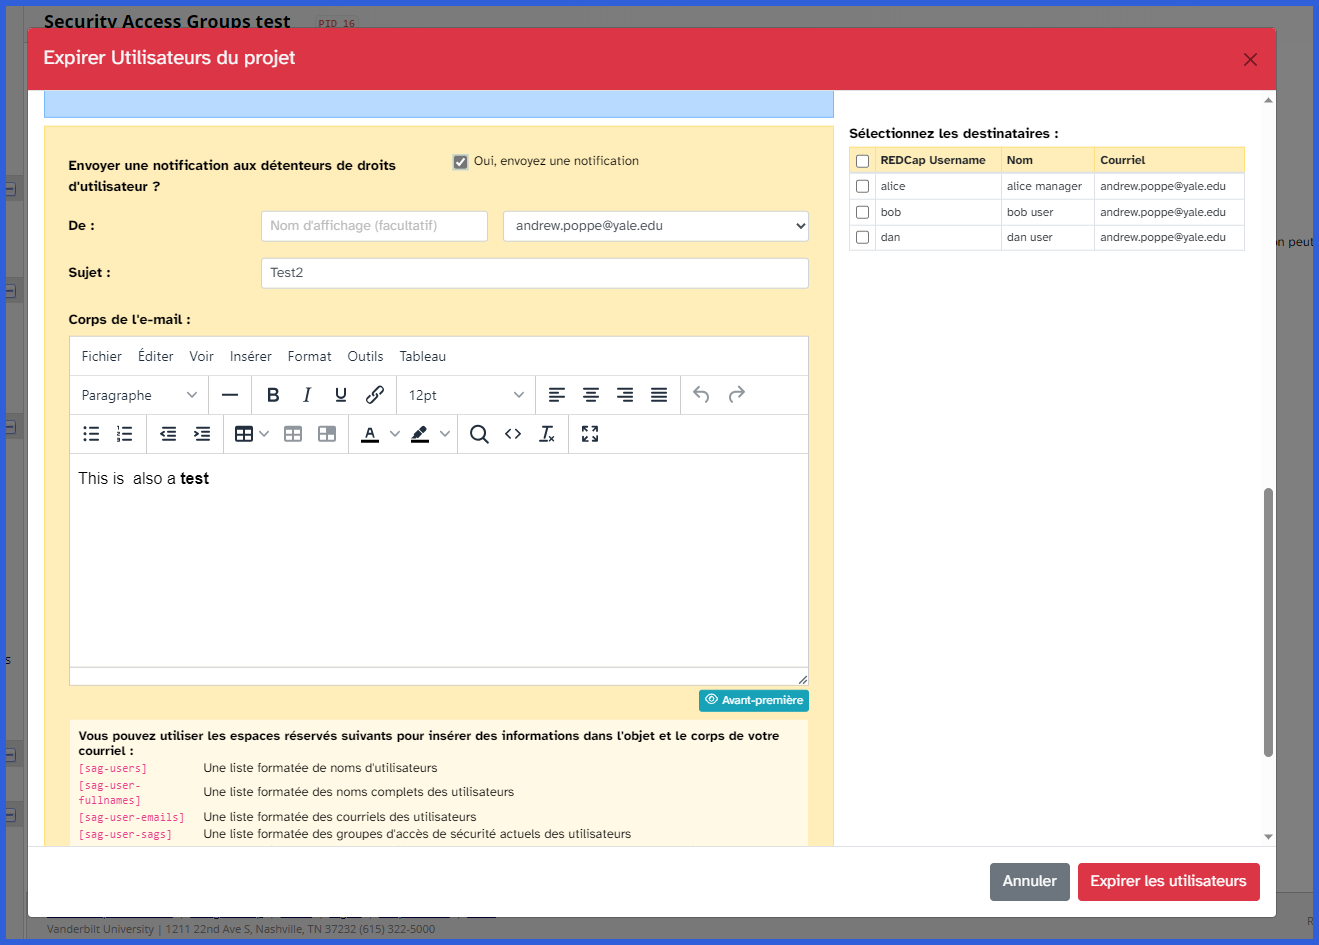 Security Access Groups test PID 16
Expirer Utilisateurs du projet
Envoyer une notification aux détenteurs de droits d'utilisateur ?
Oui, envoyez une notification
De :
Nom d'affichage (facultatif)
andrew.poppe@yale.edu
Sujet :
Test2
Corps de l'e-mail :
Fichier Éditer Voir Insérer Format Outils Tableau
Paragraphe B I U 12pt
A
This is  also a test
Avant-première
Vous pouvez utiliser les espaces réservés suivants pour insérer des informations dans l'objet et le corps de votre
courriel :
[sag-users] Une liste formatée de noms d'utilisateurs
[sag-user-fullnames] Une liste formatée des noms complets des utilisateurs
[sag-user-emails] Une liste formatée des courriels des utilisateurs
[sag-user-sags] Une liste formatée des groupes d'accès de sécurité actuels des utilisateurs
Sélectionnez les destinataires :
REDCap Username Nom Courriel
alice alice manager andrew.poppe@yale.edu
bob bob user andrew.poppe@yale.edu
dan dan user andrew.poppe@yale.edu
on peut
s
Annuler
Expirer les utilisateurs
Vanderbilt University | 1211 22nd Ave S, Nashville, TN 37232 (615) 322-5000
R